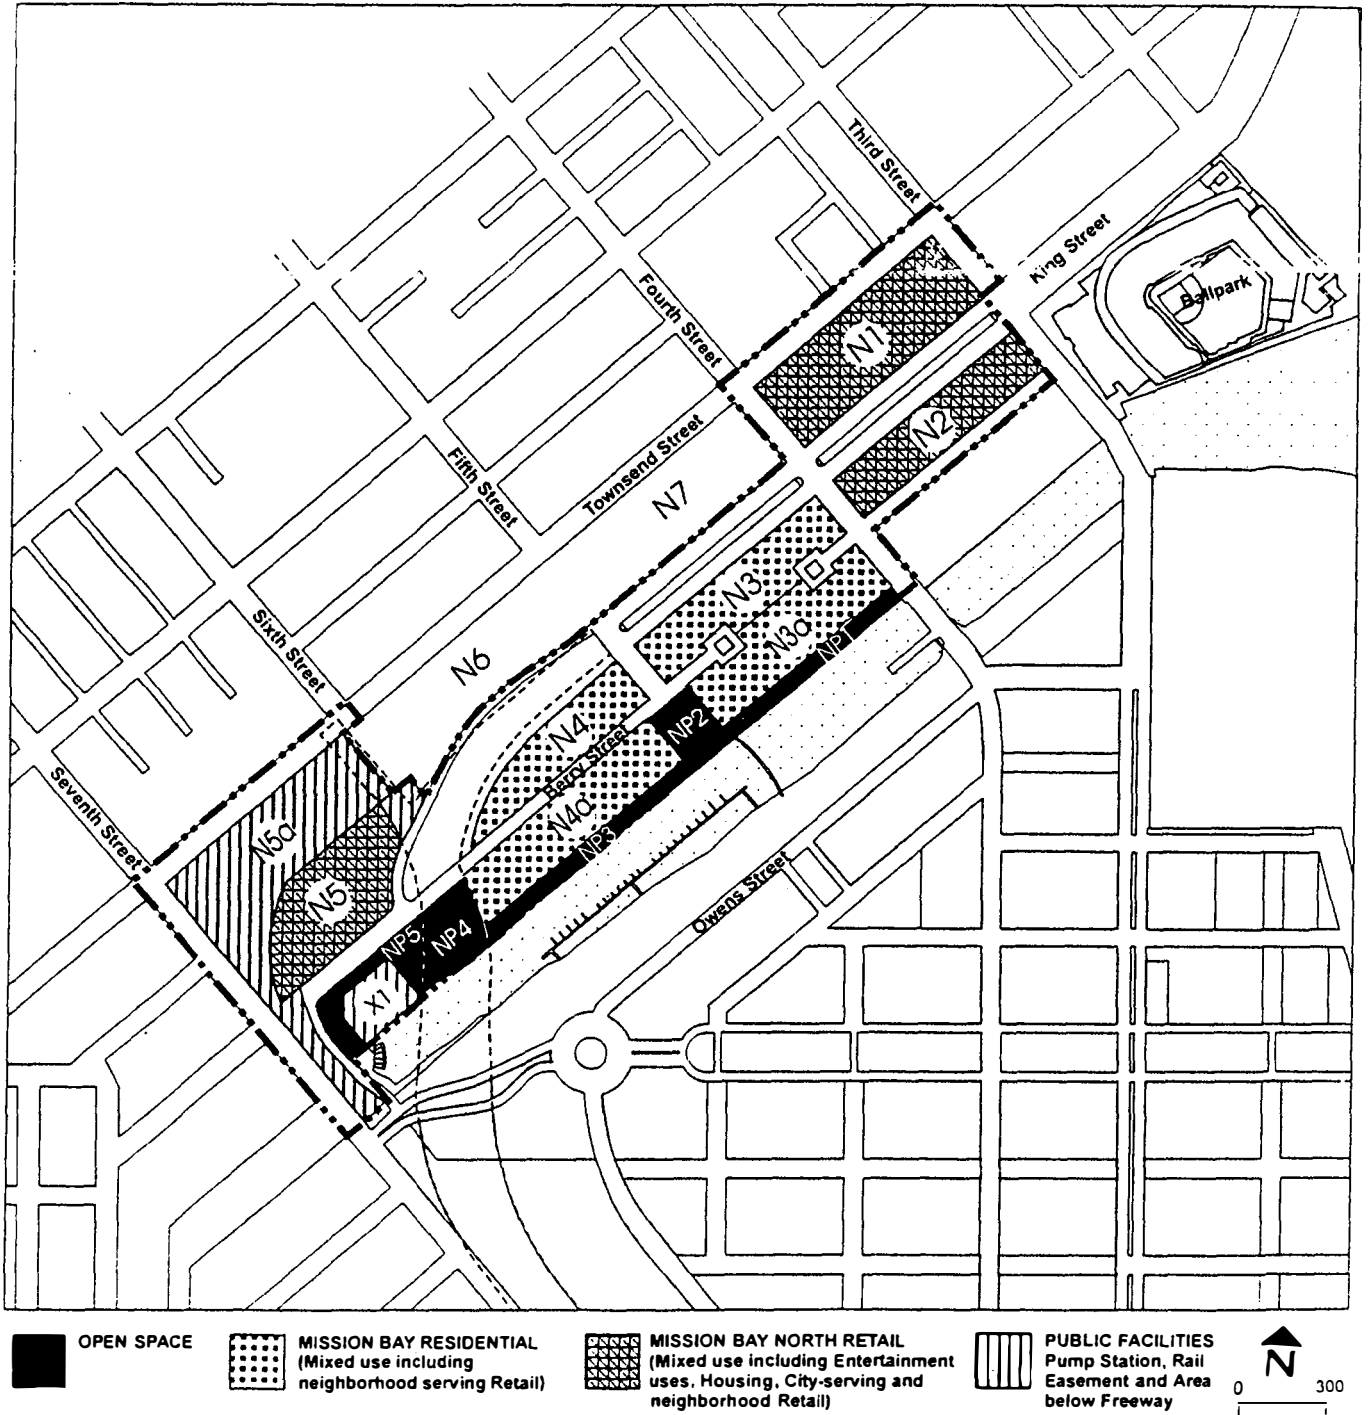 Third Street
King Street
Ballpark
Fourth Street
N1
N2
Townsend Street
Fifth Street
N7
N3
N3a
NP1
Sixth Street
N6
N4
Berry Street
NP2
N4a
NP3
Seventh Street
N5a
N5
Owens Street
NP5
NP4
X1
OPEN SPACE
MISSION BAY RESIDENTIAL
(Mixed use including
neighborhood serving Retail)
MISSION BAY NORTH RETAIL
(Mixed use including Entertainment
uses, Housing, City-serving and
neighborhood Retail)
PUBLIC FACILITIES
Pump Station, Rail
Easement and Area
below Freeway
N
0 300